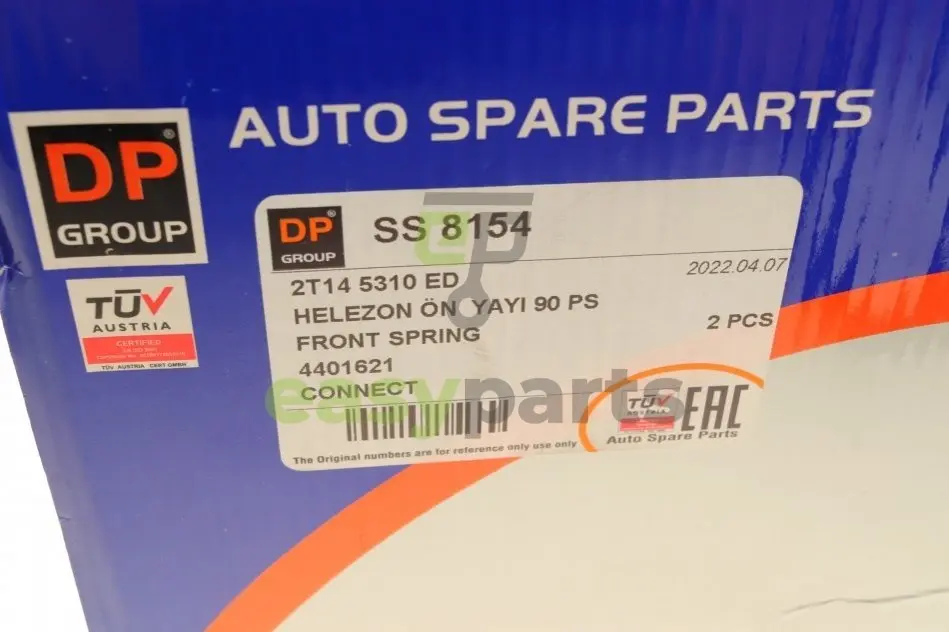 AUTO SPARE PARTS
DP®
GROUP
DP®
GROUP
SS 8154
2T14 5310 ED
2022.04.07
HELEZON ÖN YAYI 90 PS
FRONT SPRING
2 PCS
4401621
CONNECT
easyparts
TÜV
AUSTRIA
CERTIFIED
TÜV AUSTRIA CERT GMBH
TÜV
AUSTRIA
EAC
Auto Spare Parts
The Original numbers are for reference only use only